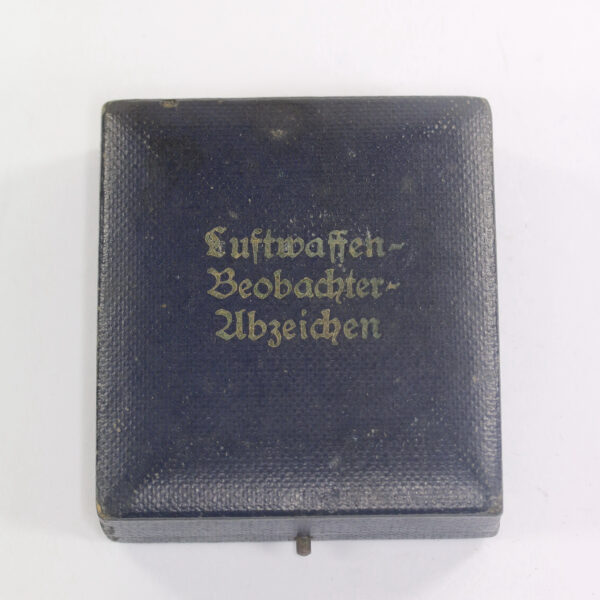 Luftwaffen-
Beobachter-
Abzeichen